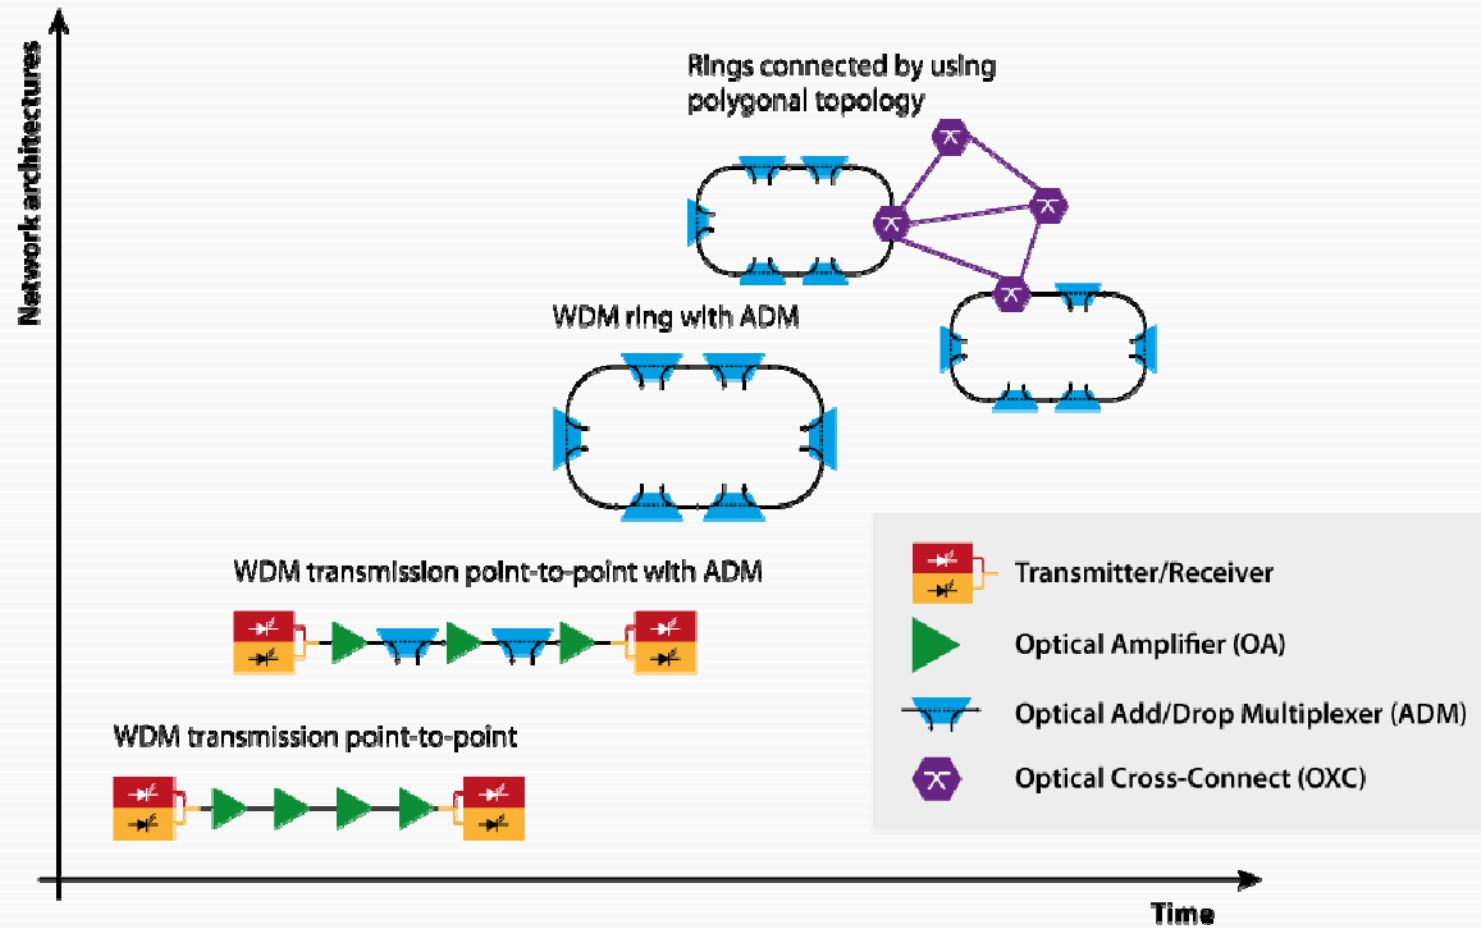 Network architectures
Rings connected by using
polygonal topology
WDM ring with ADM
WDM transmission point-to-point with ADM
WDM transmission point-to-point
Transmitter/Receiver
Optical Amplifier (OA)
Optical Add/Drop Multiplexer (ADM)
Optical Cross-Connect (OXC)
Time